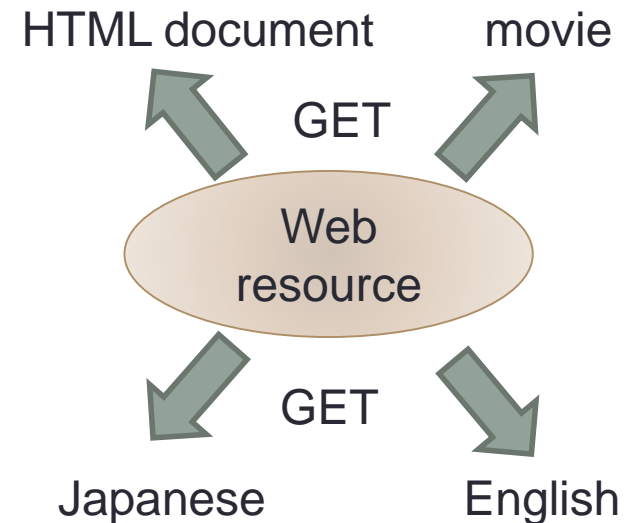 HTML document movie
GET
Web
resource
GET
Japanese English